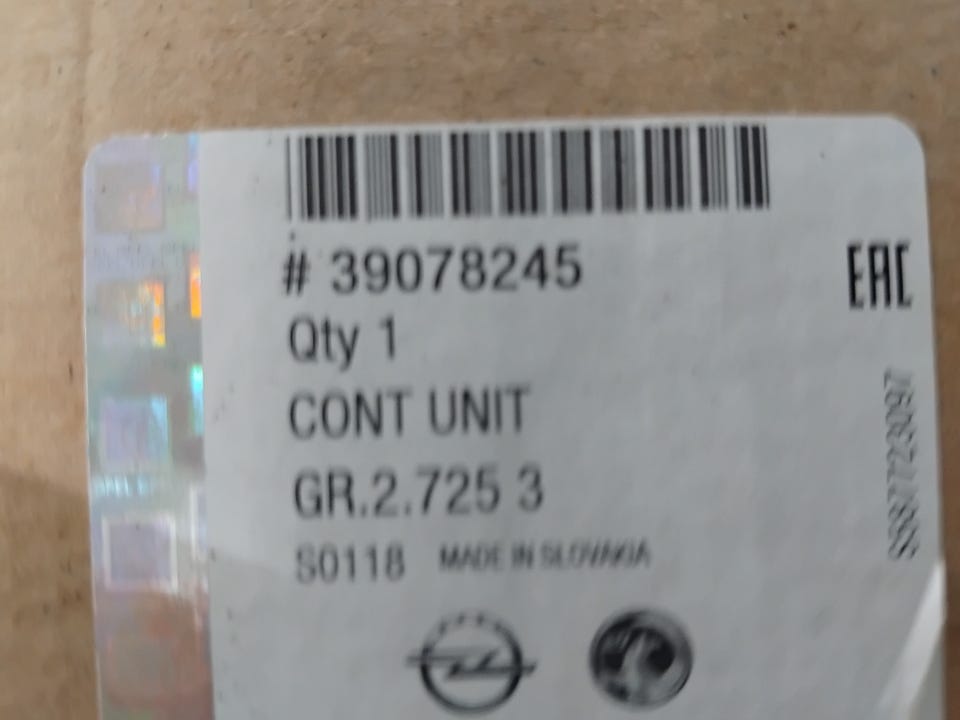 # 39078245
Qty 1
CONT UNIT
GR.2.725 3
S0118 MADE IN SLOVAKIA
EAC